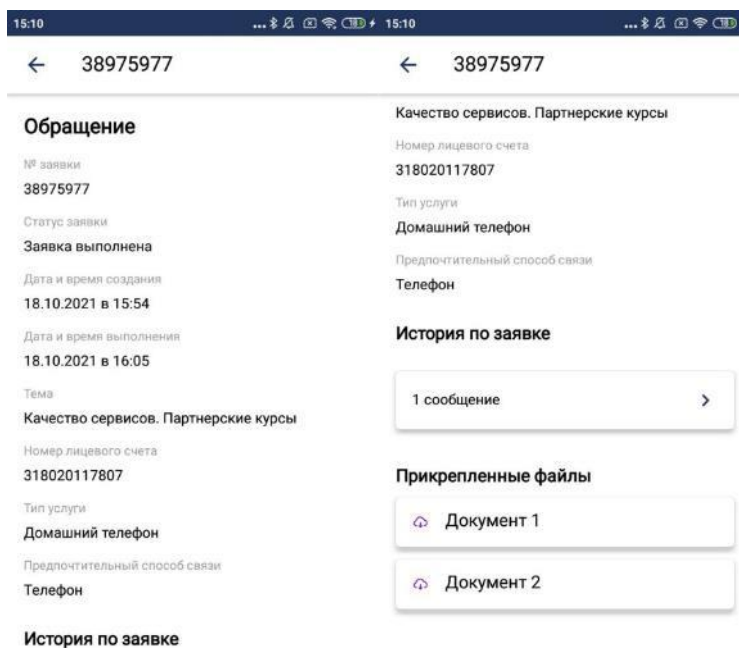 15:10
38975977
Обращение
№ заявки
38975977
Статус заявки
Заявка выполнена
Дата и время создания
18.10.2021 в 15:54
Дата и время выполнения
18.10.2021 в 16:05
Тема
Качество сервисов. Партнерские курсы
Номер лицевого счета
318020117807
Тип услуги
Домашний телефон
Предпочтительный способ связи
Телефон
История по заявке
15:10
38975977
Качество сервисов. Партнерские курсы
Номер лицевого счета
318020117807
Тип услуги
Домашний телефон
Предпочтительный способ связи
Телефон
История по заявке
1 сообщение
Прикрепленные файлы
Документ 1
Документ 2